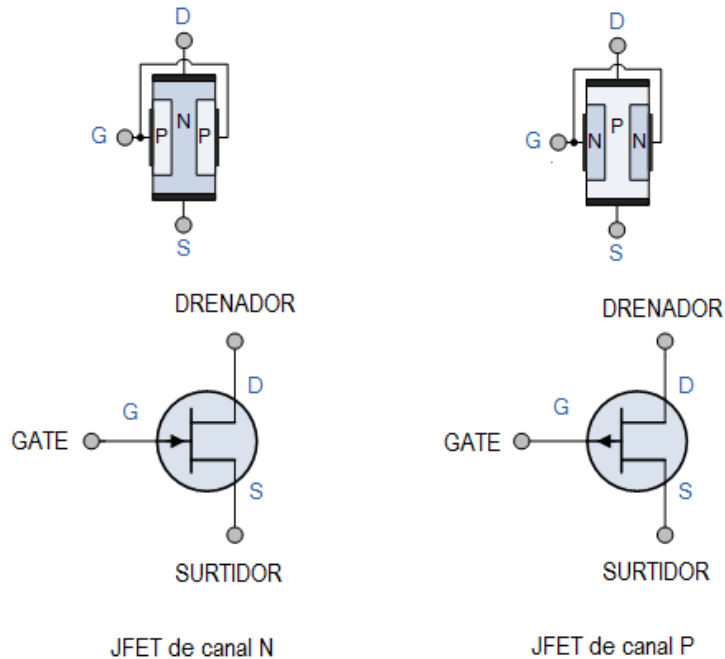 D
D
N
P
P
G
P
N
N
G
S
S
DRENADOR
DRENADOR
D
D
G
G
GATE
GATE
S
S
SURTIDOR
SURTIDOR
JFET de canal N
JFET de canal P